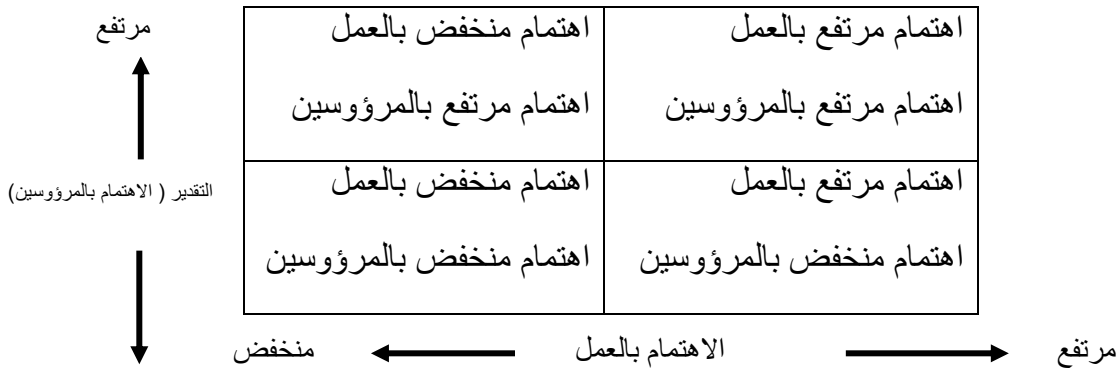 مرتفع
اهتمام مرتفع بالعمل
اهتمام منخفض بالعمل
اهتمام مرتفع بالمرؤوسين
اهتمام مرتفع بالمرؤوسين
التقدير ( الاهتمام بالمرؤوسين)
اهتمام مرتفع بالعمل
اهتمام منخفض بالعمل
اهتمام منخفض بالمرؤوسين
اهتمام منخفض بالمرؤوسين
مرتفع
الاهتمام بالعمل
منخفض